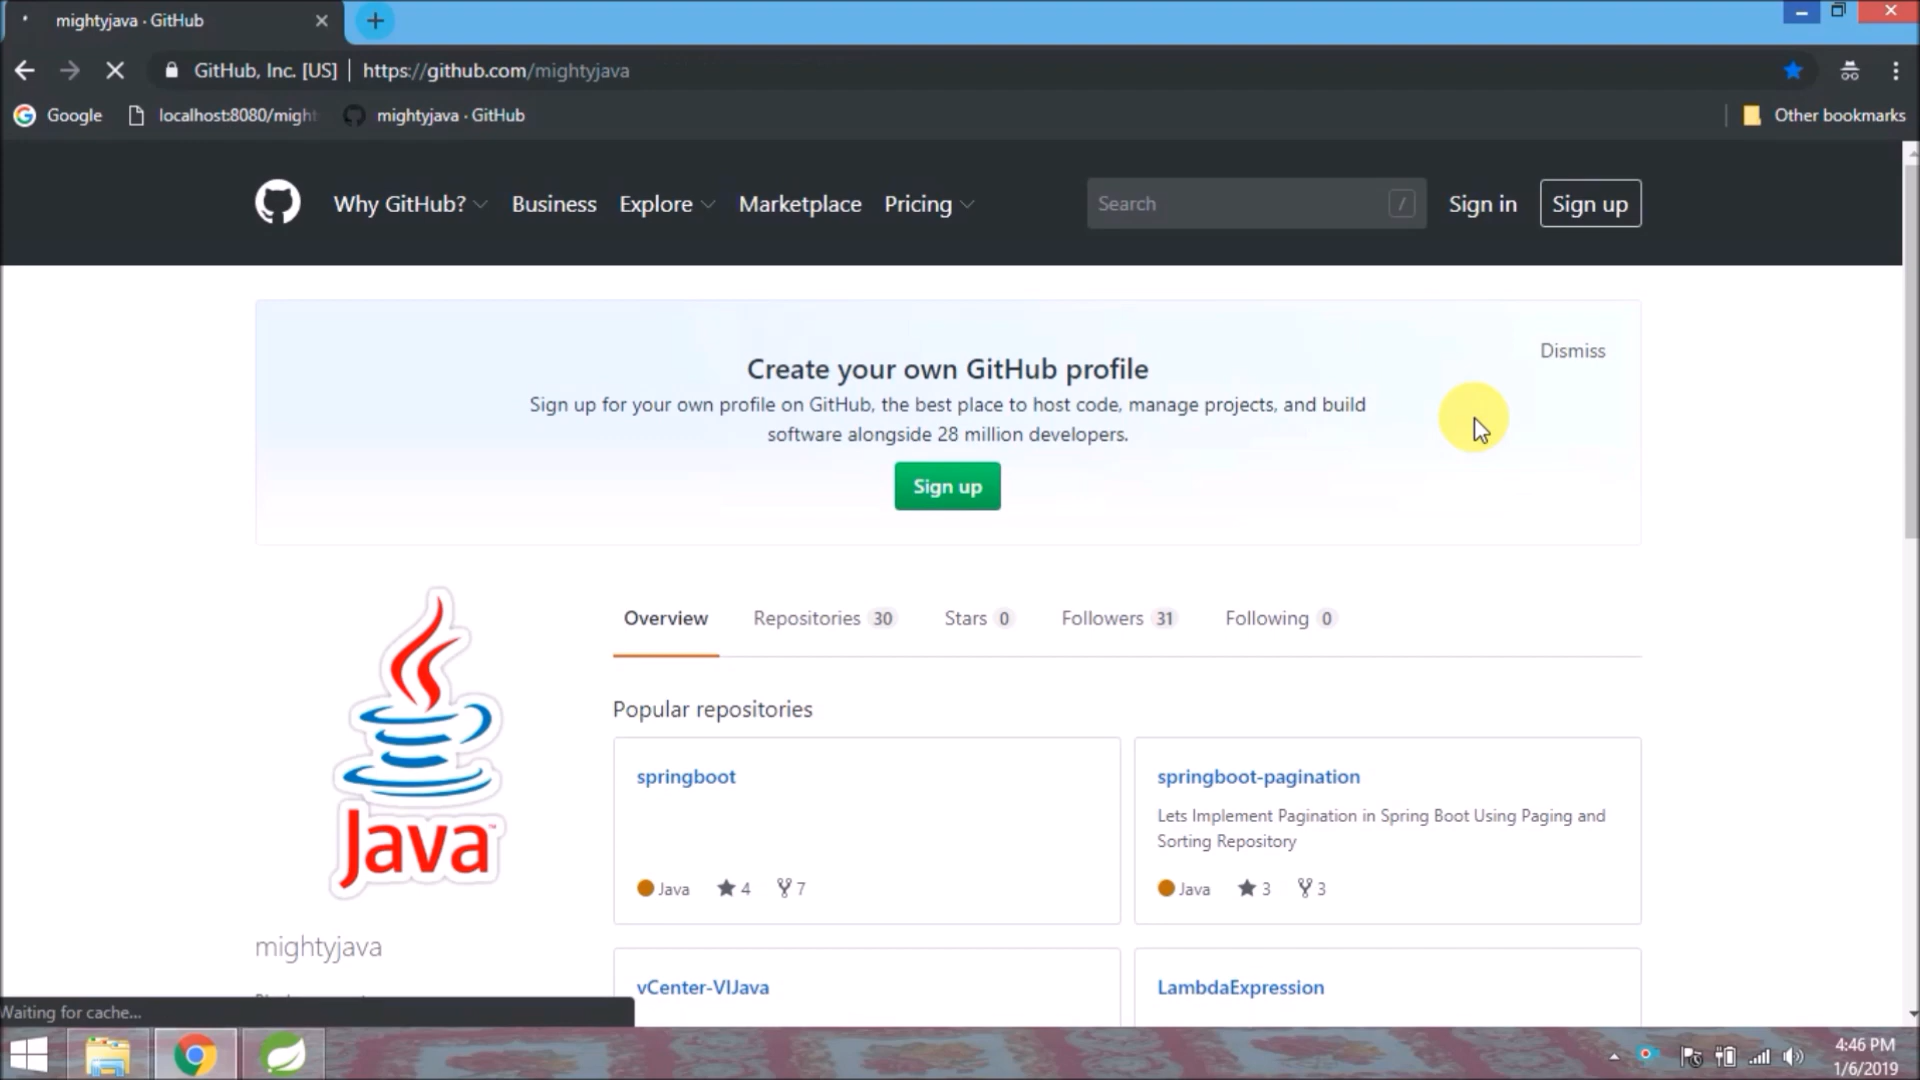 mightyjava · GitHub
GitHub, Inc. [US] | https://github.com/mightyjava
Google localhost:8080/might mightyjava · GitHub Other bookmarks
Why GitHub? Business Explore Marketplace Pricing Search / Sign in Sign up
Dismiss
Create your own GitHub profile
Sign up for your own profile on GitHub, the best place to host code, manage projects, and build
software alongside 28 million developers.
Sign up
Overview Repositories 30 Stars 0 Followers 31 Following 0
Popular repositories
springboot
Java 4 7
springboot-pagination
Lets Implement Pagination in Spring Boot Using Paging and
Sorting Repository
Java 3 3
Java™
mightyjava
vCenter-VIJava
LambdaExpression
Waiting for cache...
4:46 PM
1/6/2019